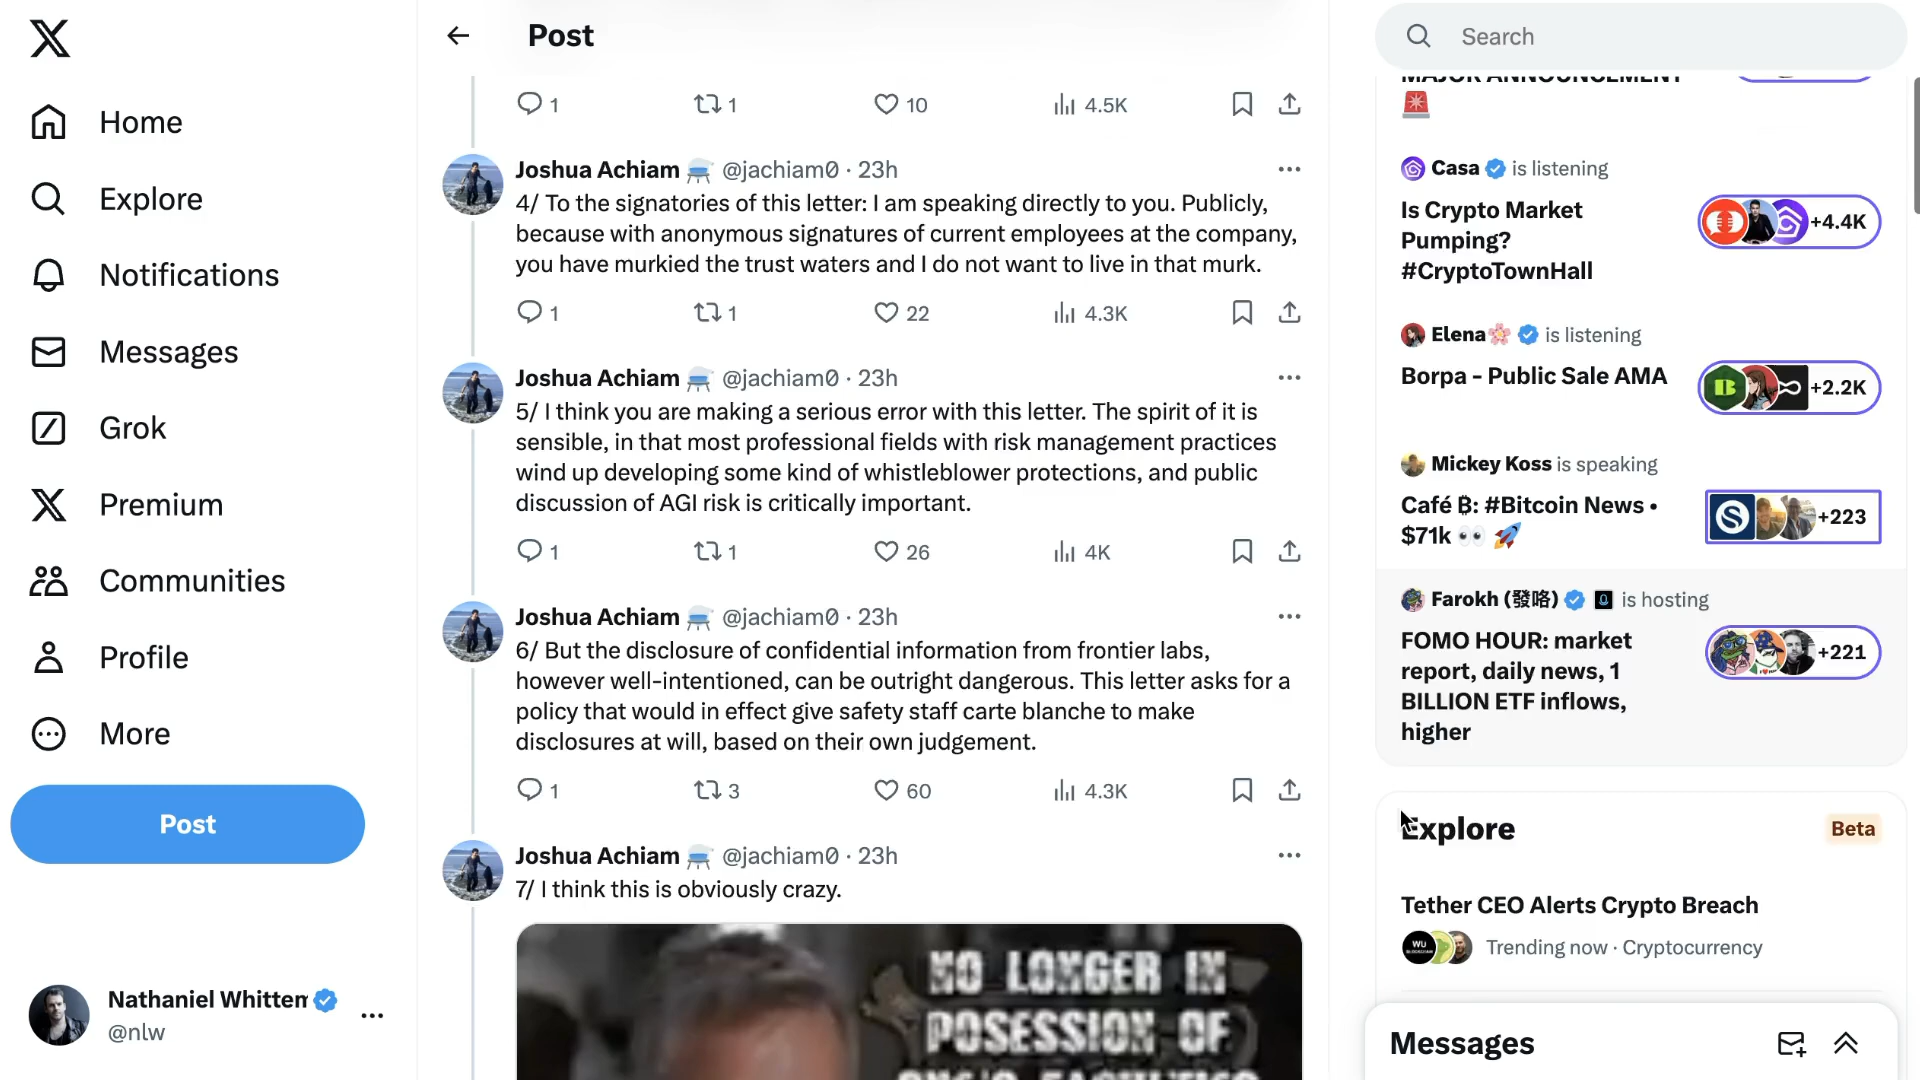 Home
Explore
Notifications
Messages
Grok
Premium
Communities
Profile
More
Post
Nathaniel Whittem
@nlw
Post
1 1 10 4.5K
Joshua Achiam @jachiam0 · 23h
4/ To the signatories of this letter: I am speaking directly to you. Publicly,
because with anonymous signatures of current employees at the company,
you have murkied the trust waters and I do not want to live in that murk.
1 1 22 4.3K
Joshua Achiam @jachiam0 · 23h
5/ I think you are making a serious error with this letter. The spirit of it is
sensible, in that most professional fields with risk management practices
wind up developing some kind of whistleblower protections, and public
discussion of AGI risk is critically important.
1 1 26 4K
Joshua Achiam @jachiam0 · 23h
6/ But the disclosure of confidential information from frontier labs,
however well-intentioned, can be outright dangerous. This letter asks for a
policy that would in effect give safety staff carte blanche to make
disclosures at will, based on their own judgement.
1 3 60 4.3K
Joshua Achiam @jachiam0 · 23h
7/ I think this is obviously crazy.
NO LONGER IN
POSESSION OF
Search
MAJOR ANNOUNCEMENT
Casa is listening
Is Crypto Market
Pumping?
#CryptoTownHall
+4.4K
Elena is listening
Borpa - Public Sale AMA
+2.2K
Mickey Koss is speaking
Café ₿: #Bitcoin News •
$71k
+223
Farokh (發咯) is hosting
FOMO HOUR: market
report, daily news, 1
BILLION ETF inflows,
higher
+221
Explore
Beta
Tether CEO Alerts Crypto Breach
WU
Trending now · Cryptocurrency
Messages